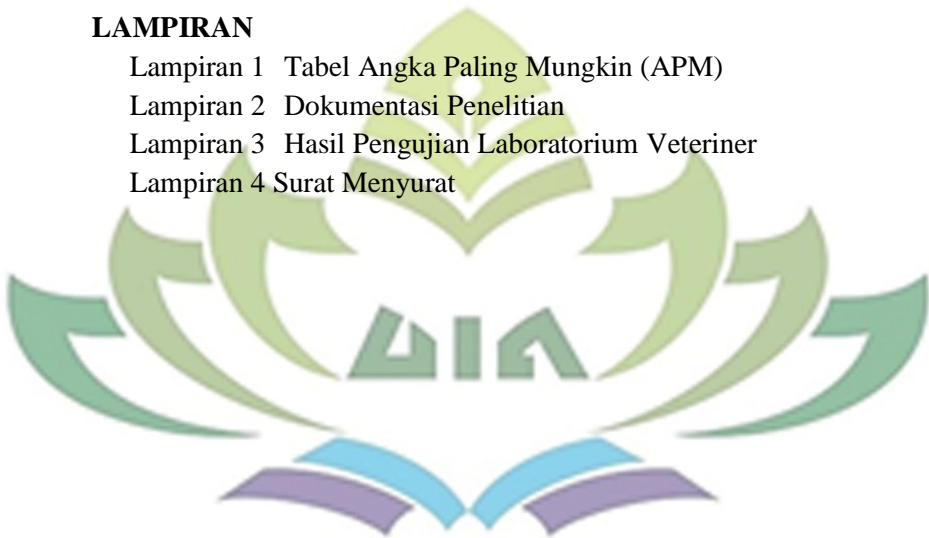 LAMPIRAN
Lampiran 1 Tabel Angka Paling Mungkin (APM)
Lampiran 2 Dokumentasi Penelitian
Lampiran 3 Hasil Pengujian Laboratorium Veteriner
Lampiran 4 Surat Menyurat
UIN